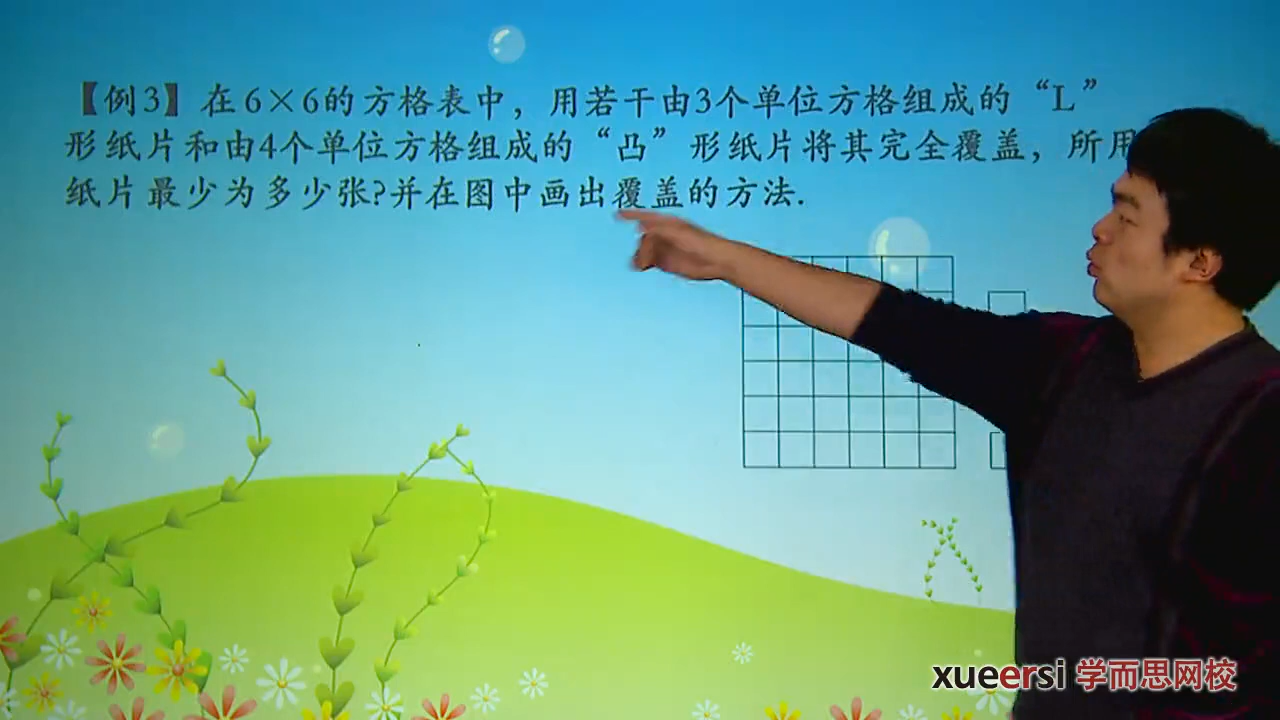 【例3】在6×6的方格表中，用若干由3个单位方格组成的“L”
形纸片和由4个单位方格组成的“凸”形纸片将其完全覆盖，所用
纸片最少为多少张?并在图中画出覆盖的方法.
xueersi 学而思网校